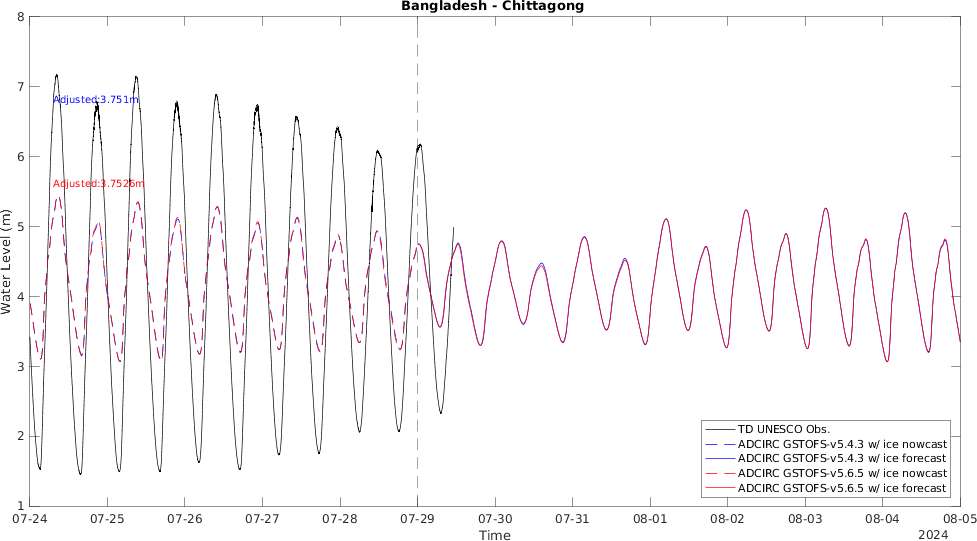 Bangladesh - Chittagong
8
7
6
5
4
3
2
1
Water Level (m)
Adjusted:3.751m
Adjusted:3.7526m
TD UNESCO Obs.
ADCIRC GSTOFS-v5.4.3 w/ ice nowcast
ADCIRC GSTOFS-v5.4.3 w/ ice forecast
ADCIRC GSTOFS-v5.6.5 w/ ice nowcast
ADCIRC GSTOFS-v5.6.5 w/ ice forecast
07-24 07-25 07-26 07-27 07-28 07-29 07-30 07-31 08-01 08-02 08-03 08-04 08-05
Time
2024